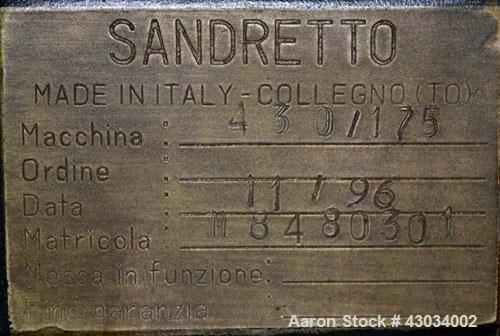 SANDRETTO
MADE IN ITALY - COLLEGNO (TO)
Macchina : 430/175
Ordine :
Data : 11/96
Matricola : M8480301
Messa in funzione:
Fine garanzia :
Aaron Stock # 43034002